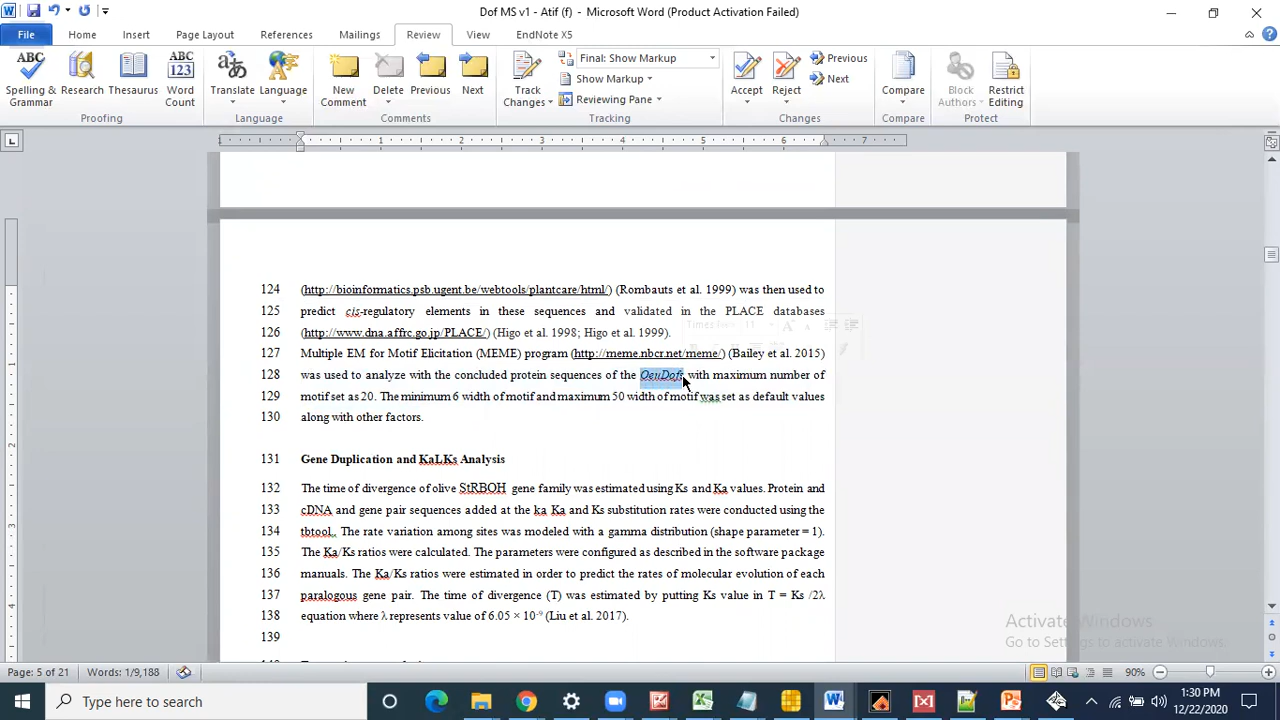 Dof MS v1 - Atif (f) - Microsoft Word (Product Activation Failed)
File Home Insert Page Layout References Mailings Review View EndNote X5
Spelling & Grammar
Research
Thesaurus
Word Count
Translate
Language
New Comment
Delete
Previous
Next
Track Changes
Final: Show Markup
Show Markup
Reviewing Pane
Accept
Reject
Previous
Next
Compare
Block Authors
Restrict Editing
Proofing Language Comments Tracking Changes Compare Protect
124 (http://bioinformatics.psb.ugent.be/webtools/plantcare/html/) (Rombauts et al. 1999) was then used to
125 predict cis-regulatory elements in these sequences and validated in the PLACE databases
126 (http://www.dna.affrc.go.jp/PLACE/) (Higo et al. 1998; Higo et al. 1999).
127 Multiple EM for Motif Elicitation (MEME) program (http://meme.nbcr.net/meme/) (Bailey et al. 2015)
128 was used to analyze with the concluded protein sequences of the OeuDofs with maximum number of
129 motif set as 20. The minimum 6 width of motif and maximum 50 width of motif was set as default values
130 along with other factors.
131 Gene Duplication and KaLKs Analysis
132 The time of divergence of olive StRBOH gene family was estimated using Ks and Ka values. Protein and
133 cDNA and gene pair sequences added at the ka Ka and Ks substitution rates were conducted using the
134 tbtool,. The rate variation among sites was modeled with a gamma distribution (shape parameter = 1).
135 The Ka/Ks ratios were calculated. The parameters were configured as described in the software package
136 manuals. The Ka/Ks ratios were estimated in order to predict the rates of molecular evolution of each
137 paralogous gene pair. The time of divergence (T) was estimated by putting Ks value in T = Ks /2λ
138 equation where λ represents value of 6.05 × 10⁻⁹ (Liu et al. 2017).
139
Activate Windows
Go to Settings to activate Windows.
Page: 5 of 21 Words: 1/9,188 90%
Type here to search
1:30 PM
12/22/2020